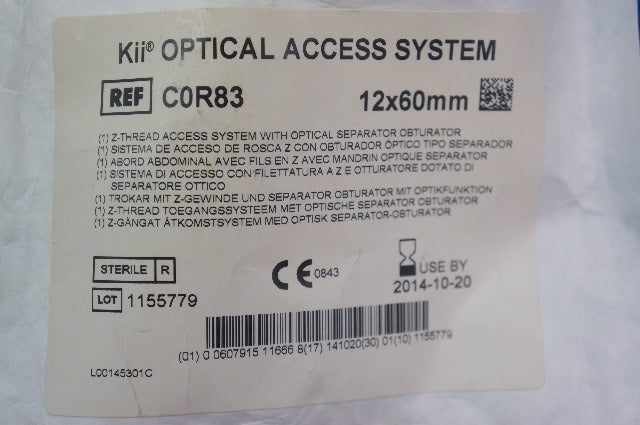 Kii® OPTICAL ACCESS SYSTEM
REF C0R83 12x60mm
(1) Z-THREAD ACCESS SYSTEM WITH OPTICAL SEPARATOR OBTURATOR
(1) SISTEMA DE ACCESO DE ROSCA Z CON OBTURADOR ÓPTICO TIPO SEPARADOR
(1) ABORD ABDOMINAL AVEC FILS EN Z AVEC MANDRIN OPTIQUE SEPARATOR
(1) SISTEMA DI ACCESSO CON FILETTATURA A Z E OTTURATORE DOTATO DI
SEPARATORE OTTICO
(1) TROKAR MIT Z-GEWINDE UND SEPARATOR OBTURATOR MIT OPTIKFUNKTION
(1) Z-THREAD TOEGANGSSYSTEEM MET OPTISCHE SEPARATOR OBTURATOR
(1) Z-GÄNGAT ÅTKOMSTSYSTEM MED OPTISK SEPARATOR-OBTURATOR
STERILE R
CE 0843
USE BY
2014-10-20
LOT 1155779
(01) 0 0607915 11666 8(17) 141020(30) 01(10) 1155779
L00145301C